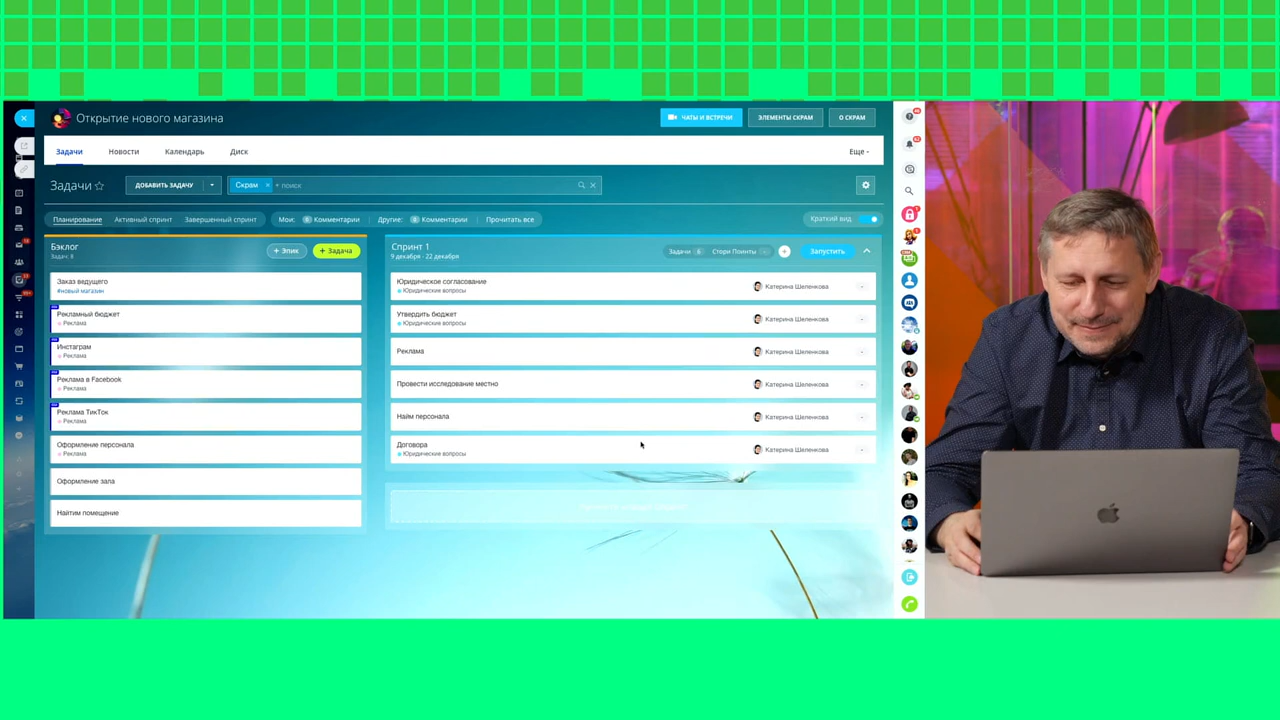 Открытие нового магазина
ЧАТЫ И ВСТРЕЧИ
ЭЛЕМЕНТЫ СКРАМ
О СКРАМ
Задачи
Новости
Календарь
Диск
Еще
Задачи
ДОБАВИТЬ ЗАДАЧУ
Скрам × + поиск
Планирование
Активный спринт
Завершенный спринт
Мои: 0 Комментарии
Другие: 0 Комментарии
Прочитать все
Краткий вид
Бэклог
Задач: 8
+ Эпик
+ Задача
Заказ ведущего
#новый магазин
Рекламный бюджет
Реклама
Инстаграм
Реклама
Реклама в Facebook
Реклама
Реклама ТикТок
Реклама
Оформление персонала
Реклама
Оформление зала
Найтим помещение
Спринт 1
9 декабря - 22 декабря
Задачи 6
Стори Поинты -
Запустить
Юридическое согласование
Юридические вопросы
Катерина Шеленкова -
Утвердить бюджет
Юридические вопросы
Катерина Шеленкова -
Реклама
Катерина Шеленкова -
Провести исследование местно
Катерина Шеленкова -
Найм персонала
Катерина Шеленкова -
Договора
Юридические вопросы
Катерина Шеленкова -